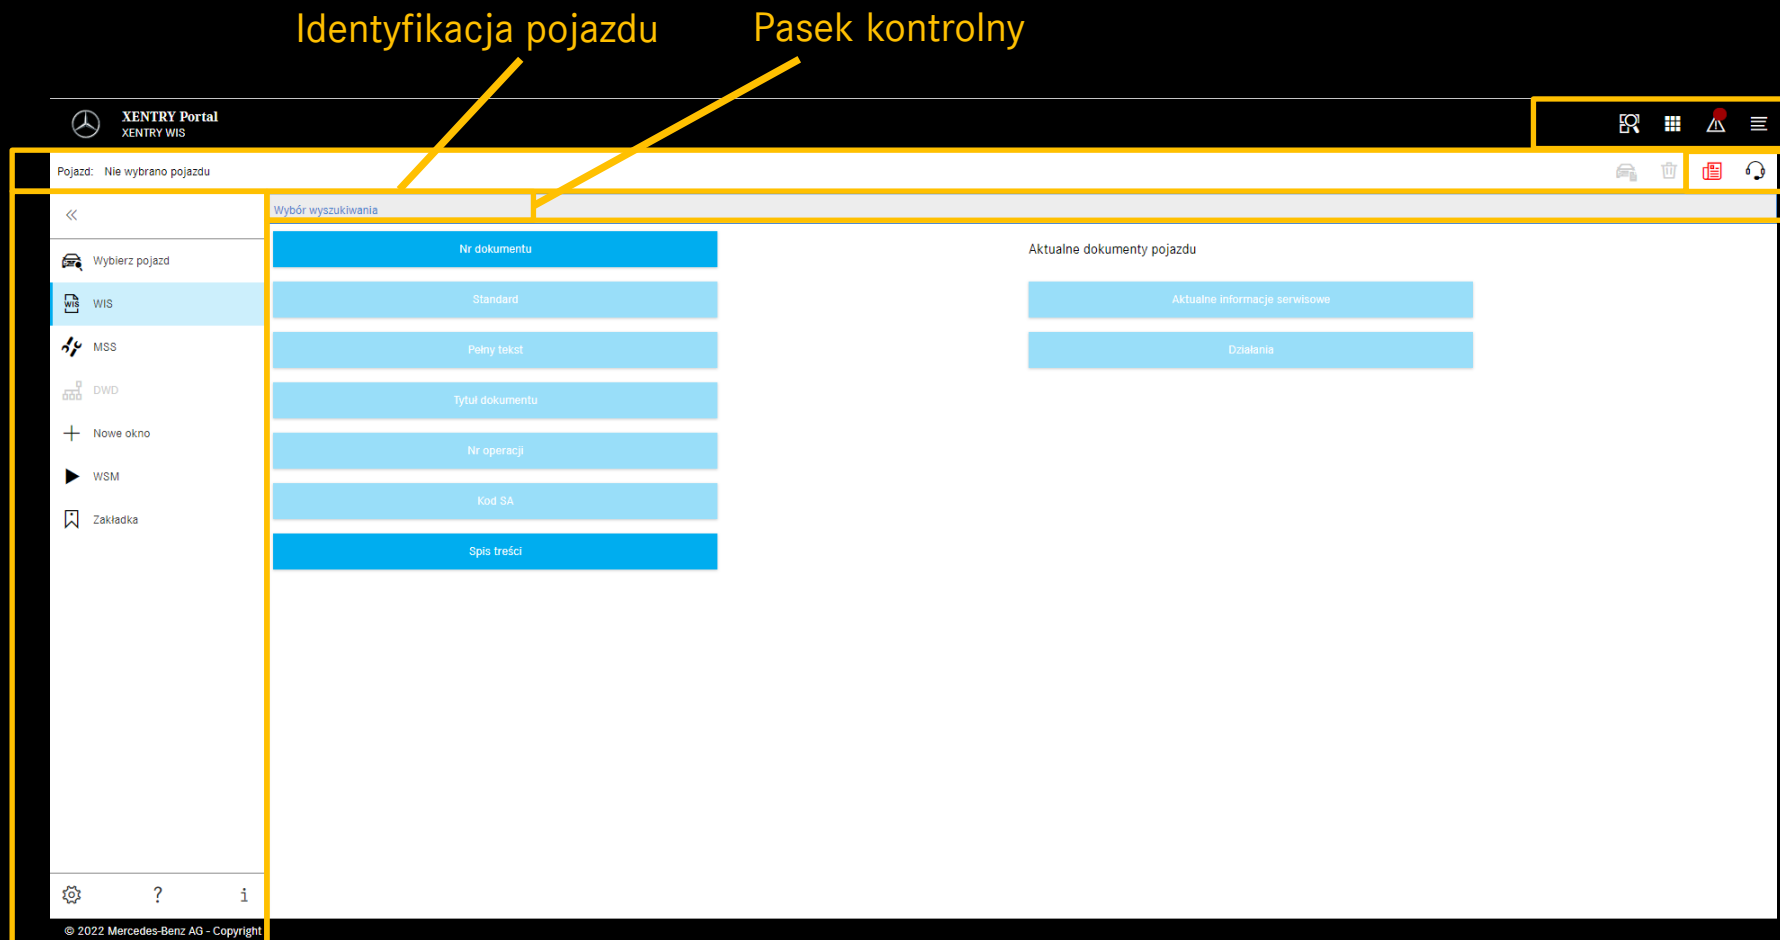 Identyfikacja pojazdu
Pasek kontrolny
XENTRY Portal
XENTRY WIS
Pojazd: Nie wybrano pojazdu
Wybór wyszukiwania
Wybierz pojazd
WIS
WIS
MSS
DWD
Nowe okno
WSM
Zakładka
Nr dokumentu
Standard
Pełny tekst
Tytuł dokumentu
Nr operacji
Kod SA
Spis treści
Aktualne dokumenty pojazdu
Aktualne informacje serwisowe
Działania
? i
© 2022 Mercedes-Benz AG - Copyright